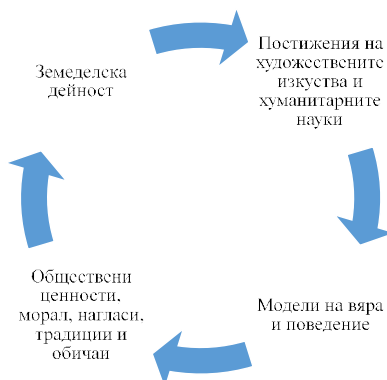 Земеделска
дейност
Постижения на
художествените
изкуства и
хуманитарните
науки
Модели на вяра
и поведение
Обществени
ценности,
морал, нагласи,
традиции и
обичаи